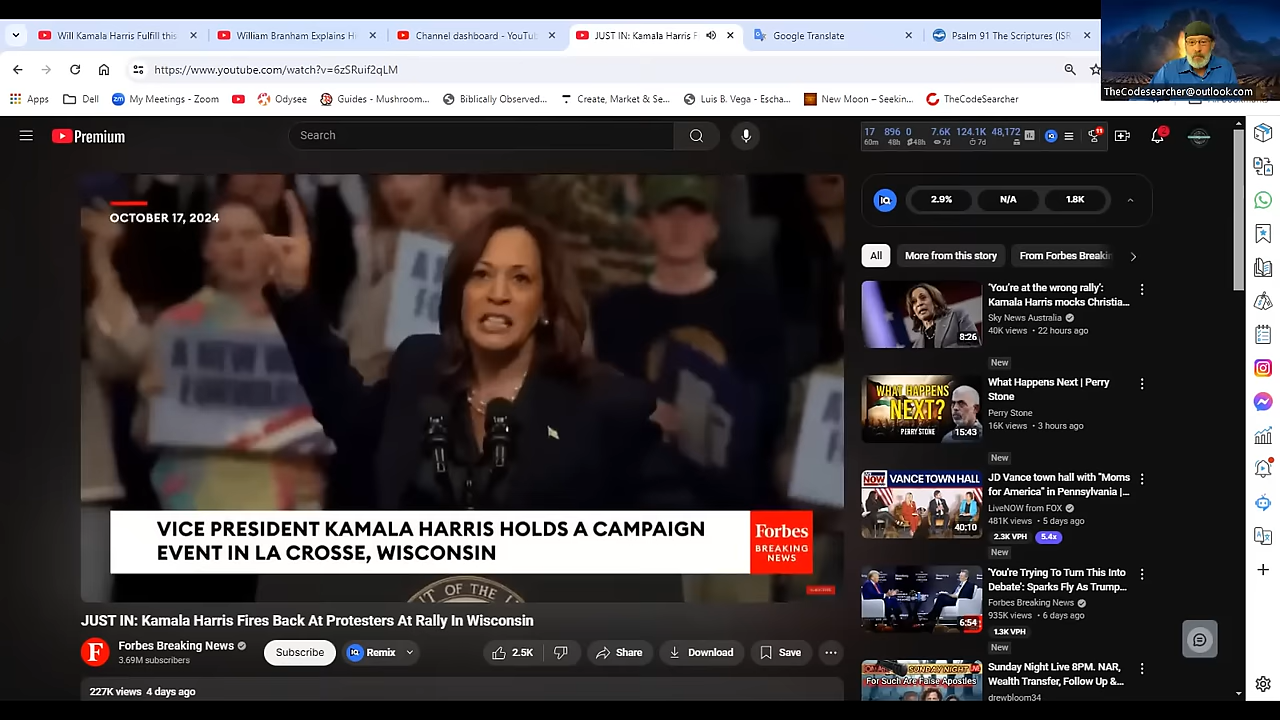 Will Kamala Harris Fulfill this
William Branham Explains H
Channel dashboard - YouTu
JUST IN: Kamala Harris F
Google Translate
Psalm 91 The Scriptures (ISR
https://www.youtube.com/watch?v=6zSRuif2qLM
TheCodesearcher@outlook.com
Apps
Dell
My Meetings - Zoom
Odysee
Guides - Mushroom...
Biblically Observed...
Create, Market & Se...
Luis B. Vega - Escha...
New Moon – Seekin...
TheCodeSearcher
Premium
Search
17 896 0 7.6K 124.1K 48,172
60m 48h 48h 7d 7d
OCTOBER 17, 2024
2.9% N/A 1.8K
All
More from this story
From Forbes Breakin
VICE PRESIDENT KAMALA HARRIS HOLDS A CAMPAIGN
EVENT IN LA CROSSE, WISCONSIN
Forbes
BREAKING
NEWS
JUST IN: Kamala Harris Fires Back At Protesters At Rally In Wisconsin
Forbes Breaking News
3.69M subscribers
Subscribe
Remix
2.5K
Share
Download
Save
227K views 4 days ago
'You're at the wrong rally':
Kamala Harris mocks Christia...
Sky News Australia
40K views • 22 hours ago
8:26
New
WHAT HAPPENS
NEXT?
PERRY STONE
15:43
What Happens Next | Perry
Stone
Perry Stone
16K views • 3 hours ago
New
NOW VANCE TOWN HALL
40:10
JD Vance town hall with "Moms
for America" in Pennsylvania |...
LiveNOW from FOX
481K views • 5 days ago
2.3K VPH 5.4x
New
6:54
'You're Trying To Turn This Into
Debate': Sparks Fly As Trump...
Forbes Breaking News
935K views • 6 days ago
1.3K VPH
New
SUNDAY NIGHT
For Such Are False Apostles
Sunday Night Live 8PM. NAR,
Wealth Transfer, Follow Up &...
drewbloom34